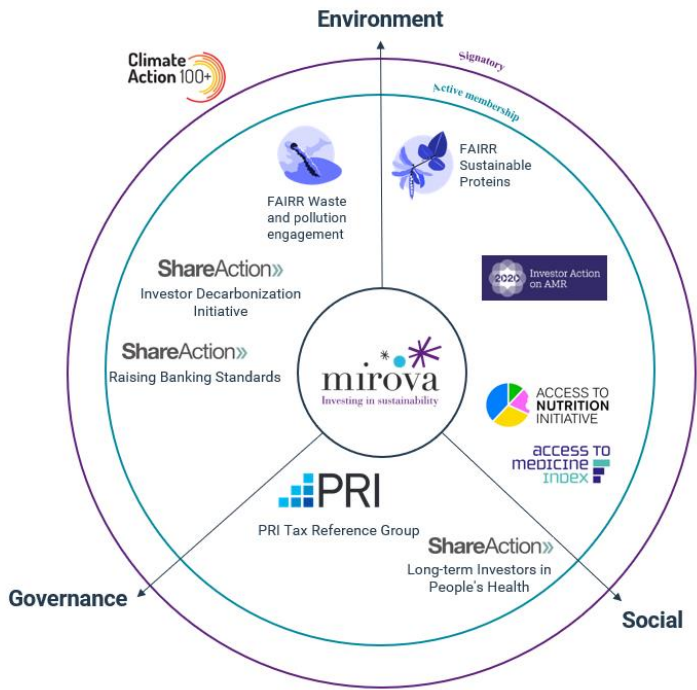 Environment
Signatory
Climate
Action 100+
Active membership
FAIRR
Sustainable
Proteins
FAIRR Waste
and pollution
engagement
ShareAction»
Investor Decarbonization
Initiative
2020
Investor Action
on AMR
ShareAction»
Raising Banking Standards
mirova
Investing in sustainability
ACCESS TO
NUTRITION
INITIATIVE
access to
medicine
index
PRI
PRI Tax Reference Group
ShareAction»
Long-term Investors in
People's Health
Governance
Social